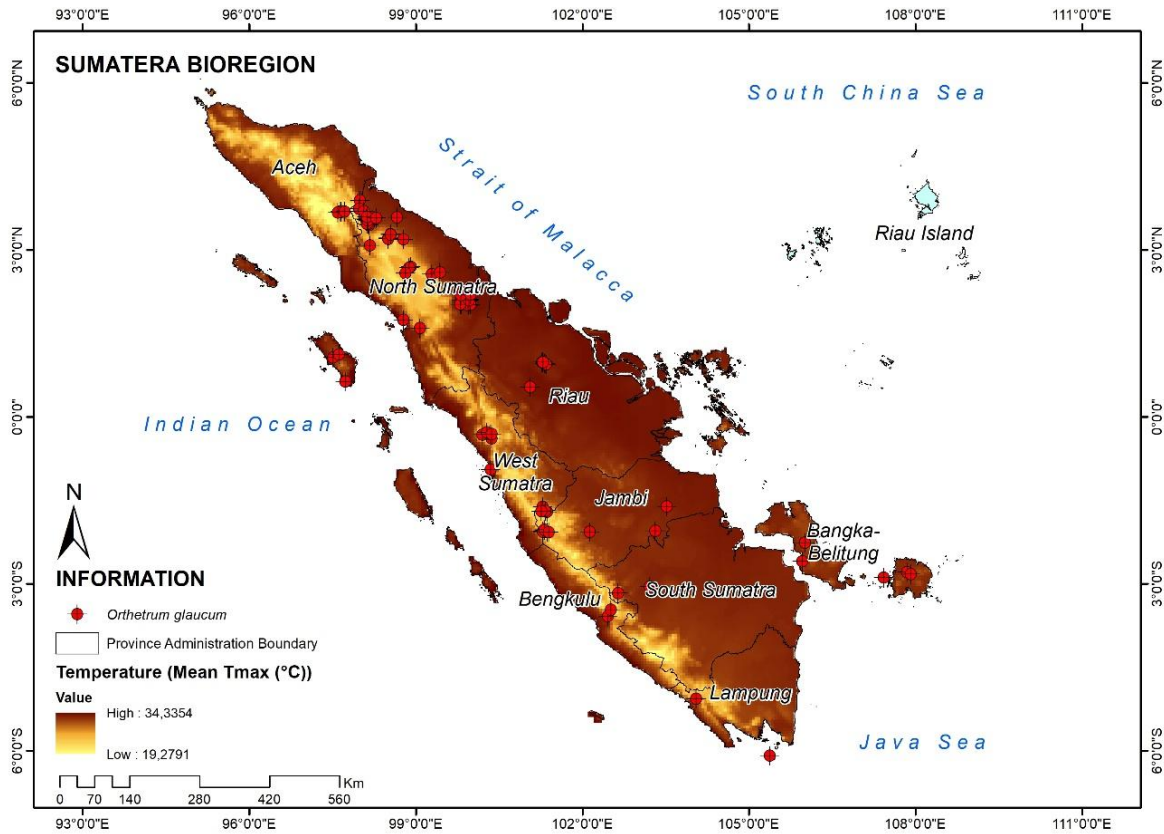 93°0'0"E 96°0'0"E 99°0'0"E 102°0'0"E 105°0'0"E 108°0'0"E 111°0'0"E
SUMATERA BIOREGION
South China Sea
6°0'0"N
6°0'0"N
Strait of Malacca
Aceh
Riau Island
3°0'0"N
3°0'0"N
North Sumatra
Riau
Indian Ocean
0°0'0"
0°0'0"
West
Sumatra
Jambi
Bangka-
Belitung
N
INFORMATION
3°0'0"S
3°0'0"S
South Sumatra
Bengkulu
Orthetrum glaucum
Province Administration Boundary
Temperature (Mean Tmax (°C))
Value
High : 34,3354
Low : 19,2791
Lampung
Java Sea
6°0'0"S
6°0'0"S
Km
0 70 140 280 420 560
93°0'0"E 96°0'0"E 99°0'0"E 102°0'0"E 105°0'0"E 108°0'0"E 111°0'0"E